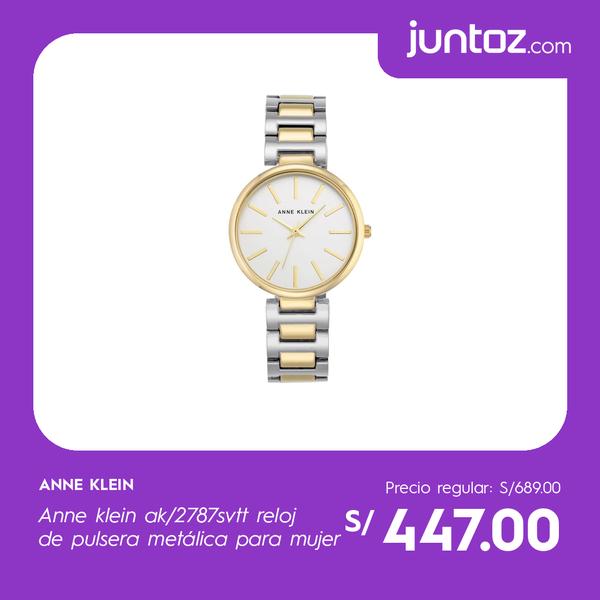 juntoz.com
ANNE KLEIN
ANNE KLEIN
Precio regular: S/689.00
Anne klein ak/2787svtt reloj
de pulsera metálica para mujer
S/ 447.00